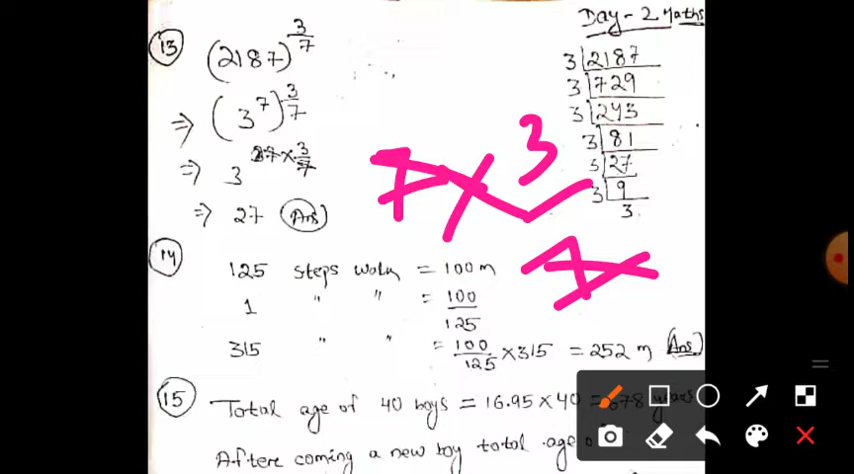 Day-2 Maths
(13) (2187)^3/7
⇒ (3^7)^3/7
⇒ 3^7×3/7
⇒ 27 (Ans)
3 | 2187
3 | 729
3 | 243
3 | 81
3 | 27
3 | 9
3
7 × 3
7
(14) 125 steps walk = 100 m
1 " " = 100/125
315 " " = 100/125 × 315 = 252 m (Ans)
(15) Total age of 40 boys = 16.95 × 40 = 678 years
After coming a new boy total age